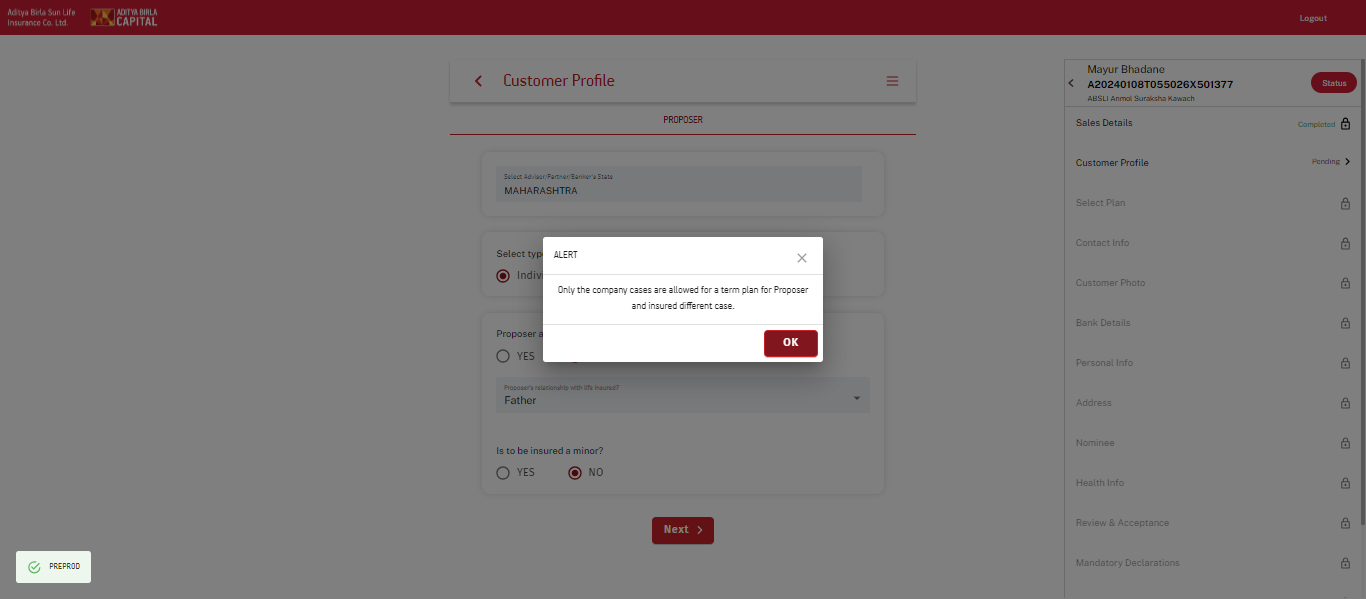 Aditya Birla Sun Life
Insurance Co. Ltd.
ADITYA BIRLA
CAPITAL
Logout
Customer Profile
PROPOSER
Select Advisor/Partner/Banker's State
MAHARASHTRA
Select typ
Indiv
ALERT
Only the company cases are allowed for a term plan for Proposer
and insured different case.
OK
Proposer a
YES
Proposer's relationship with life insured?
Father
Is to be insured a minor?
YES NO
Next
PREPROD
Mayur Bhadane
A20240108T055026X501377
ABSLI Anmol Suraksha Kawach
Status
Sales Details Completed
Customer Profile Pending
Select Plan
Contact Info
Customer Photo
Bank Details
Personal Info
Address
Nominee
Health Info
Review & Acceptance
Mandatory Declarations